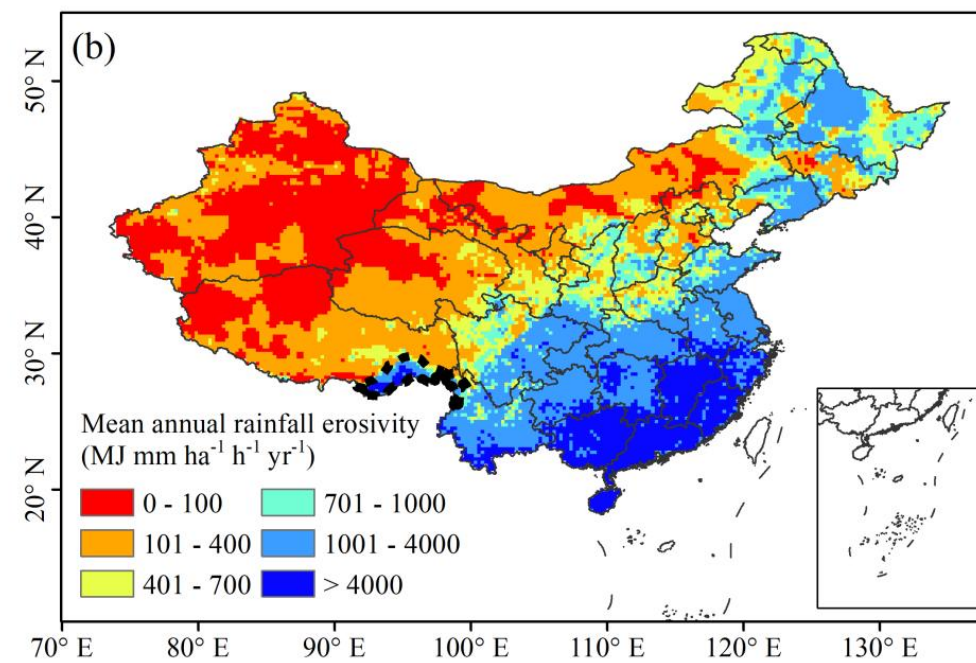 (b)
50° N
40° N
30° N
20° N
Mean annual rainfall erosivity
(MJ mm ha⁻¹ h⁻¹ yr⁻¹)
0 - 100
701 - 1000
101 - 400
1001 - 4000
401 - 700
> 4000
70° E
80° E
90° E
100° E
110° E
120° E
130° E